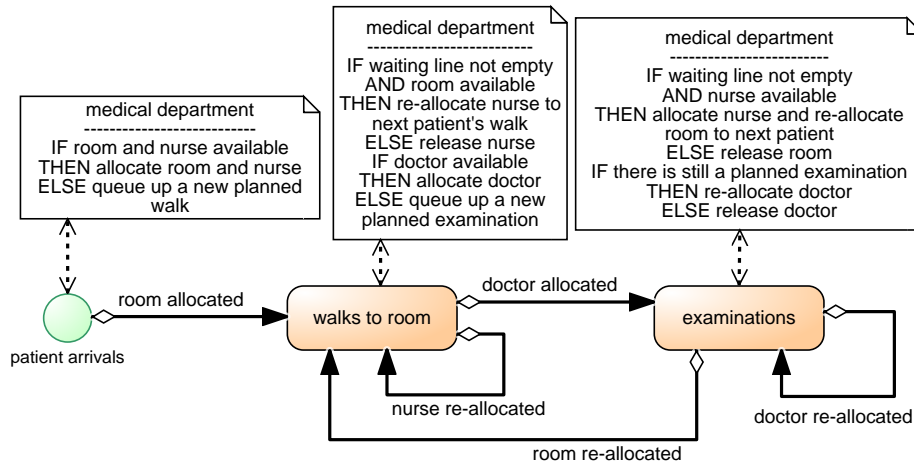 medical department
---------------------------
IF room and nurse available
THEN allocate room and nurse
ELSE queue up a new planned
walk
medical department
---------------------------
IF waiting line not empty
AND room available
THEN re-allocate nurse to
next patient's walk
ELSE release nurse
IF doctor available
THEN allocate doctor
ELSE queue up a new
planned examination
medical department
--------------------------
IF waiting line not empty
AND nurse available
THEN allocate nurse and re-allocate
room to next patient
ELSE release room
IF there is still a planned examination
THEN re-allocate doctor
ELSE release doctor
room allocated
doctor allocated
walks to room
examinations
patient arrivals
nurse re-allocated
doctor re-allocated
room re-allocated